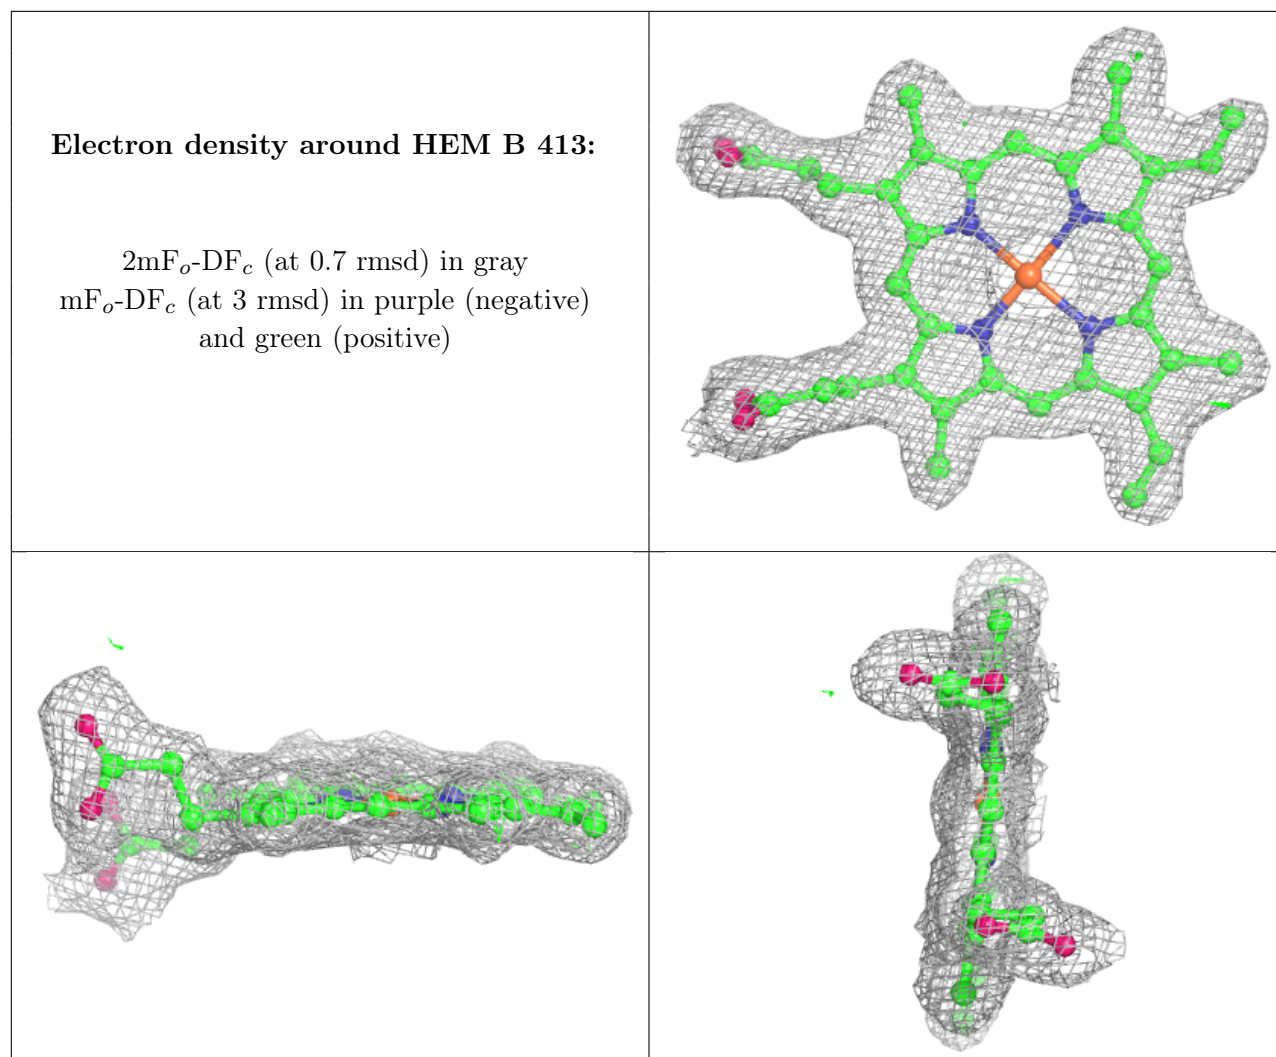 Electron density around HEM B 413:
2mFo-DFc (at 0.7 rmsd) in gray
mFo-DFc (at 3 rmsd) in purple (negative)
and green (positive)